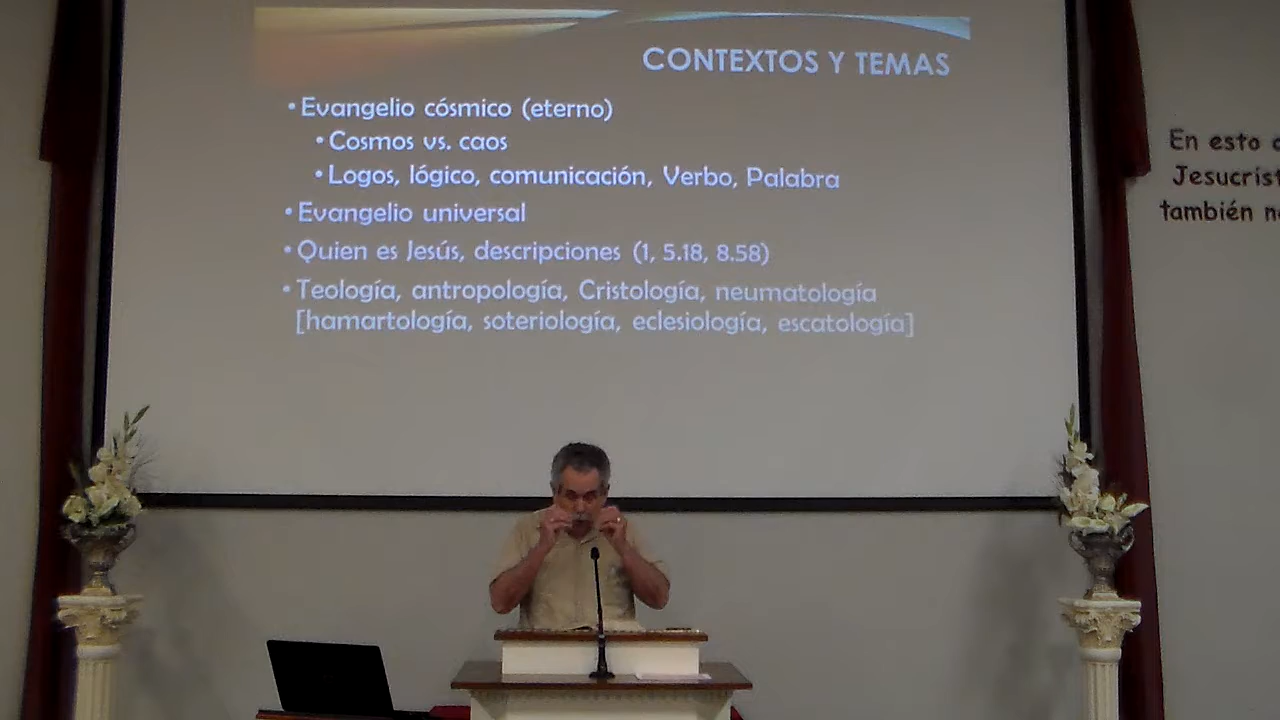 CONTEXTOS Y TEMAS
• Evangelio cósmico (eterno)
• Cosmos vs. caos
• Logos, lógico, comunicación, Verbo, Palabra
• Evangelio universal
• Quien es Jesús, descripciones (1, 5.18, 8.58)
• Teología, antropología, Cristología, neumatología
[hamartología, soteriología, eclesiología, escatología]
En esto
Jesucrist
también